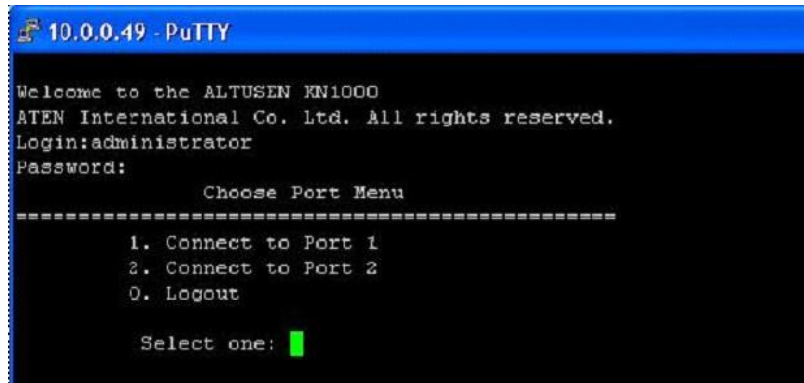 10.0.0.49 - PuTTY
Welcome to the ALTUSEN KN1000
ATEN International Co. Ltd. All rights reserved.
Login:administrator
Password:
Choose Port Menu
================================================
1. Connect to Port 1
2. Connect to Port 2
0. Logout
Select one: